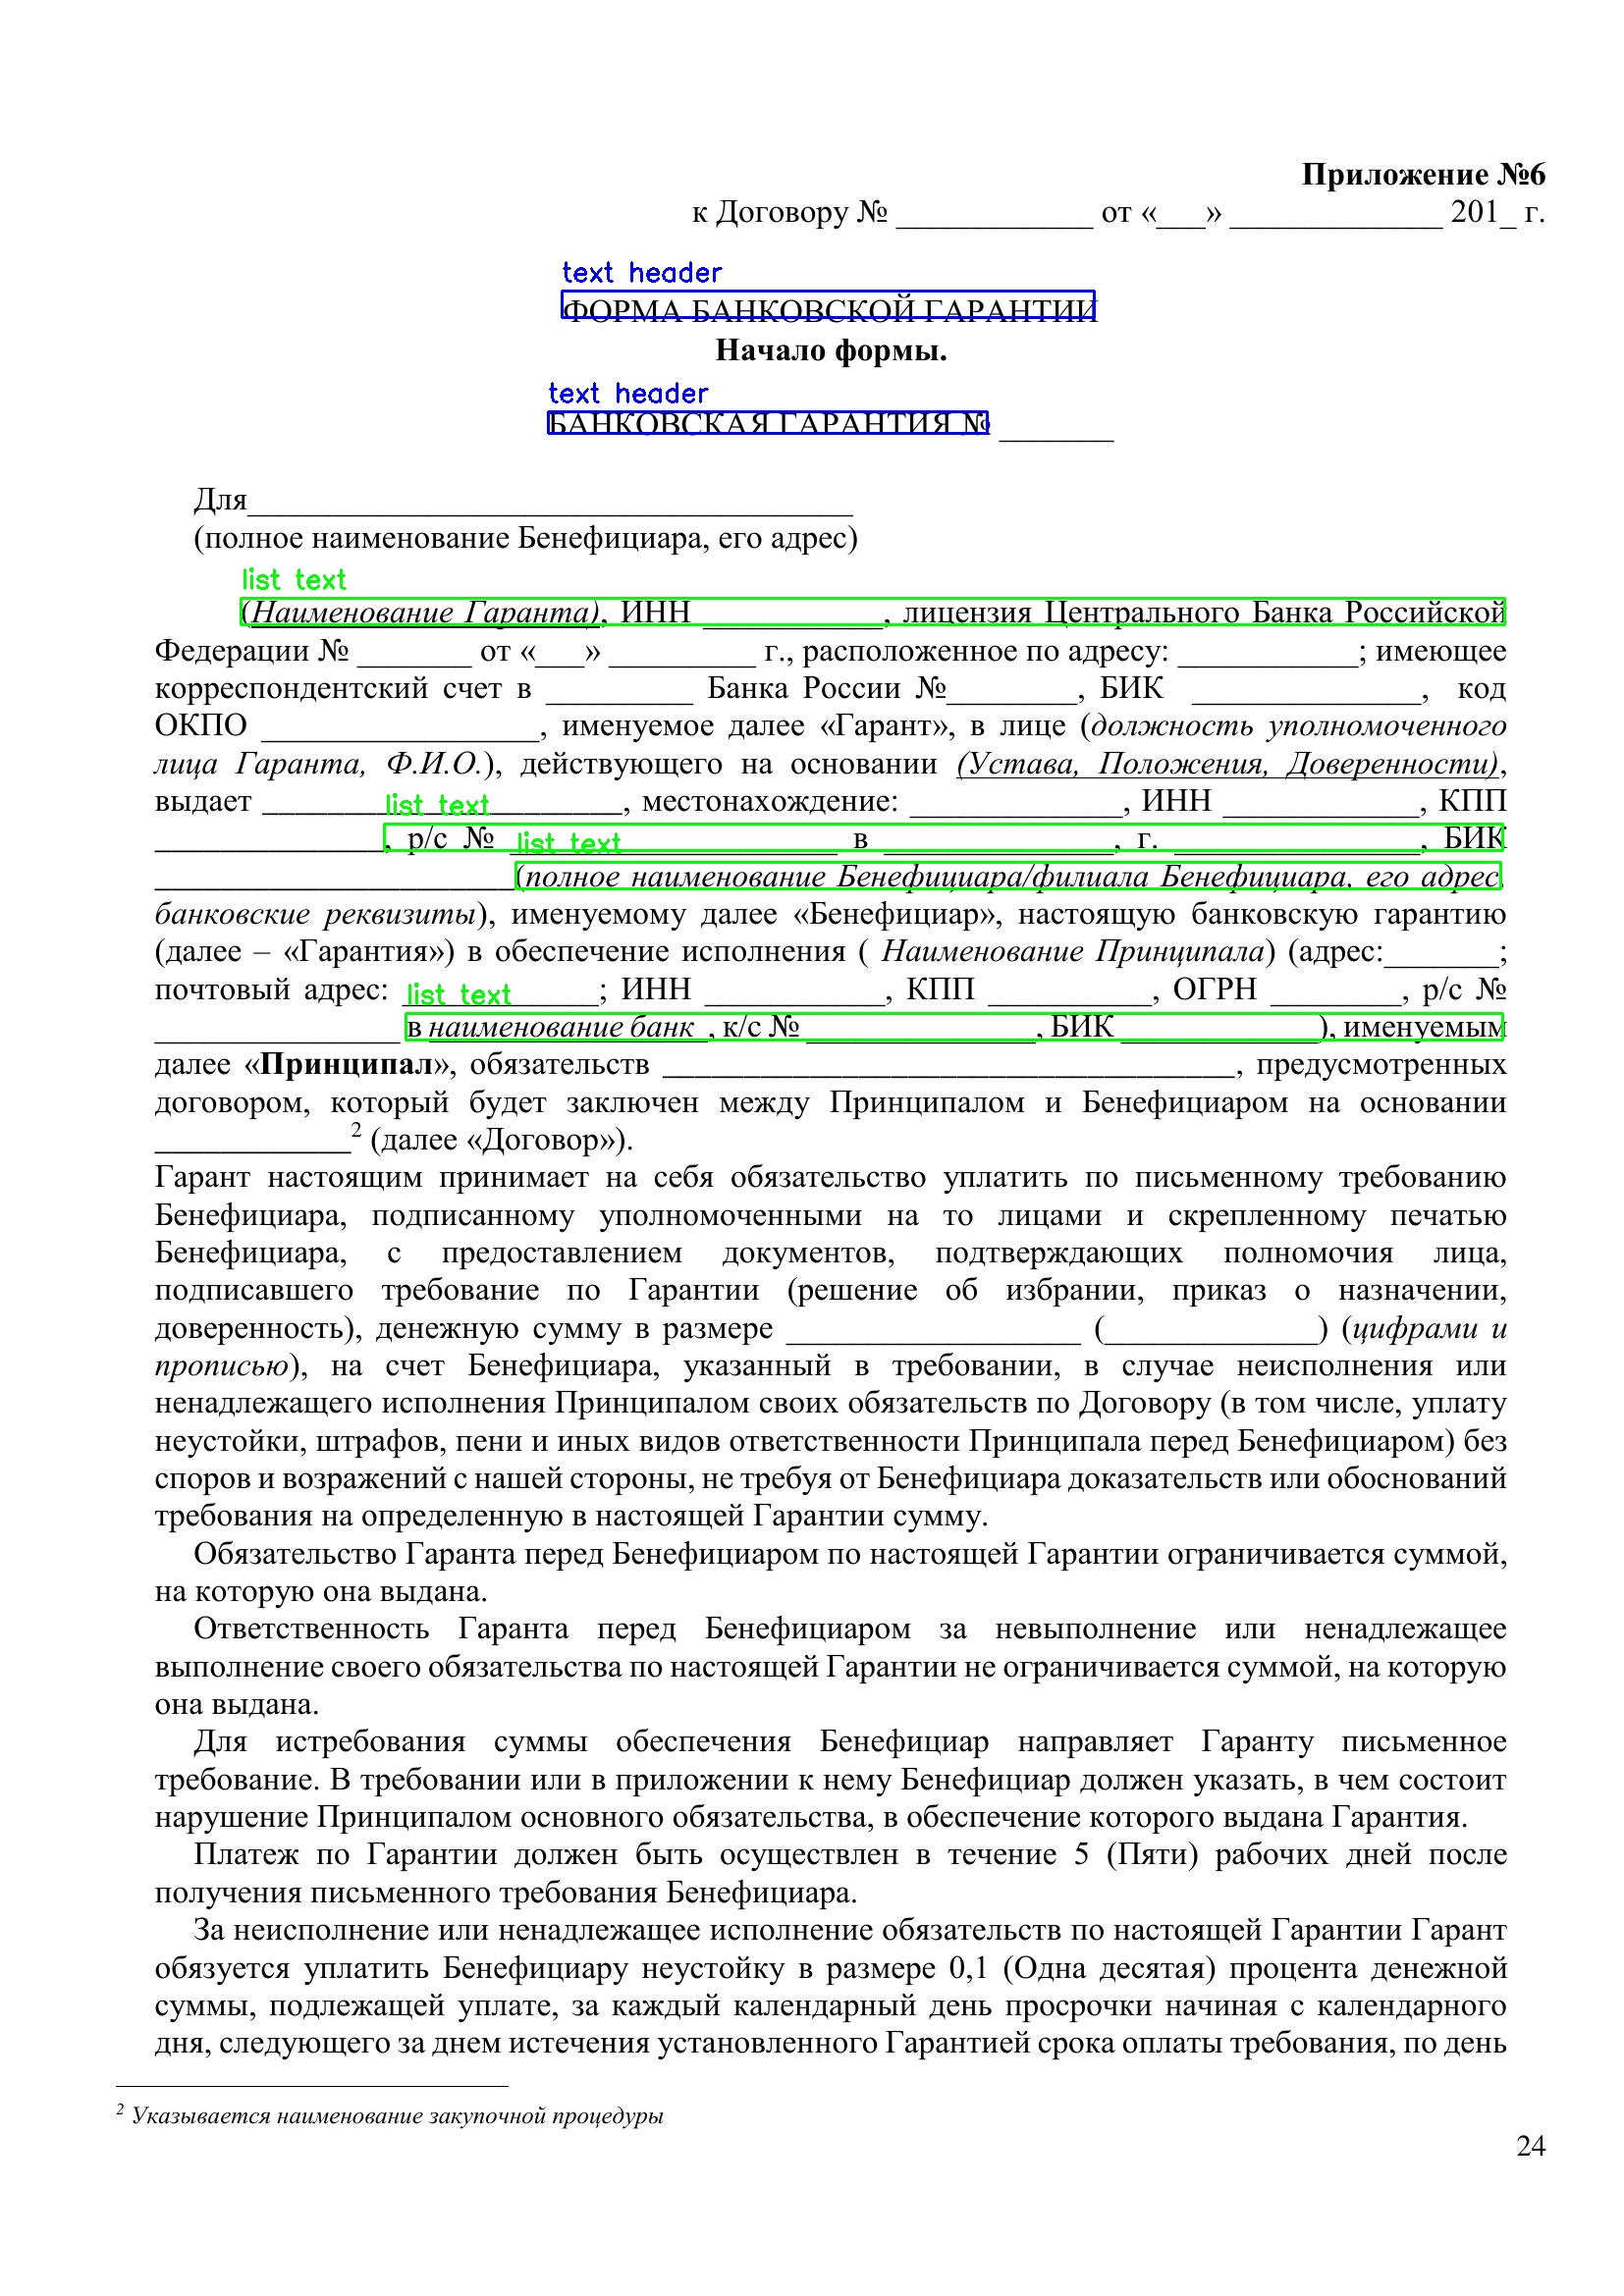 Приложение №6
к Договору № ____________ от «___» _____________ 201_ г.
text header
ФОРМА БАНКОВСКОЙ ГАРАНТИИ
Начало формы.
text header
БАНКОВСКАЯ ГАРАНТИЯ № _______
Для_____________________________________
(полное наименование Бенефициара, его адрес)
list text
(Наименование Гаранта), ИНН ___________, лицензия Центрального Банка Российской
Федерации № _______ от «___» _________ г., расположенное по адресу: ___________; имеющее
корреспондентский счет в _________ Банка России №________, БИК ______________, код
ОКПО _________________, именуемое далее «Гарант», в лице (должность уполномоченного
лица Гаранта, Ф.И.О.), действующего на основании (Устава, Положения, Доверенности),
выдает ______________________, местонахождение: _____________, ИНН ____________, КПП
list text
______________, р/с № ____________________ в ______________, г. _______________, БИК
list text
______________________(полное наименование Бенефициара/филиала Бенефициара, его адрес,
банковские реквизиты), именуемому далее «Бенефициар», настоящую банковскую гарантию
(далее – «Гарантия») в обеспечение исполнения ( Наименование Принципала) (адрес:_______;
почтовый адрес: ____________; ИНН ___________, КПП __________, ОГРН ________, р/с №
list text
_______________ в наименование банк , к/с № ______________, БИК ____________), именуемым
далее «Принципал», обязательств ___________________________________, предусмотренных
договором, который будет заключен между Принципалом и Бенефициаром на основании
____________2 (далее «Договор»).
Гарант настоящим принимает на себя обязательство уплатить по письменному требованию
Бенефициара, подписанному уполномоченными на то лицами и скрепленному печатью
Бенефициара, с предоставлением документов, подтверждающих полномочия лица,
подписавшего требование по Гарантии (решение об избрании, приказ о назначении,
доверенность), денежную сумму в размере __________________ (_____________) (цифрами и
прописью), на счет Бенефициара, указанный в требовании, в случае неисполнения или
ненадлежащего исполнения Принципалом своих обязательств по Договору (в том числе, уплату
неустойки, штрафов, пени и иных видов ответственности Принципала перед Бенефициаром) без
споров и возражений с нашей стороны, не требуя от Бенефициара доказательств или обоснований
требования на определенную в настоящей Гарантии сумму.
Обязательство Гаранта перед Бенефициаром по настоящей Гарантии ограничивается суммой,
на которую она выдана.
Ответственность Гаранта перед Бенефициаром за невыполнение или ненадлежащее
выполнение своего обязательства по настоящей Гарантии не ограничивается суммой, на которую
она выдана.
Для истребования суммы обеспечения Бенефициар направляет Гаранту письменное
требование. В требовании или в приложении к нему Бенефициар должен указать, в чем состоит
нарушение Принципалом основного обязательства, в обеспечение которого выдана Гарантия.
Платеж по Гарантии должен быть осуществлен в течение 5 (Пяти) рабочих дней после
получения письменного требования Бенефициара.
За неисполнение или ненадлежащее исполнение обязательств по настоящей Гарантии Гарант
обязуется уплатить Бенефициару неустойку в размере 0,1 (Одна десятая) процента денежной
суммы, подлежащей уплате, за каждый календарный день просрочки начиная с календарного
дня, следующего за днем истечения установленного Гарантией срока оплаты требования, по день
2 Указывается наименование закупочной процедуры
24